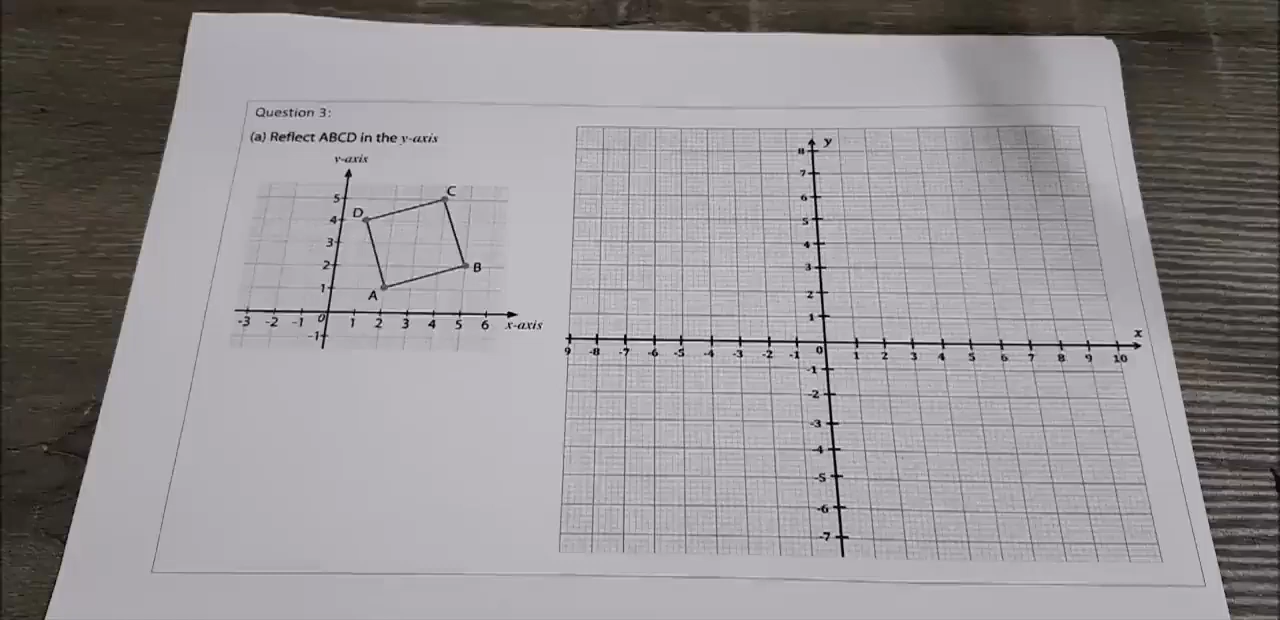 Question 3:
(a) Reflect ABCD in the y-axis
y-axis
C
5
D
4
3
2
B
1
A
-3 -2 -1 0 1 2 3 4 5 6 x-axis
-1
y
8
7
6
5
4
3
2
1
x
9 -8 -7 -6 -5 -4 -3 -2 -1 0 1 2 3 4 5 6 7 8 9 10
-1
-2
-3
-4
-5
-6
-7